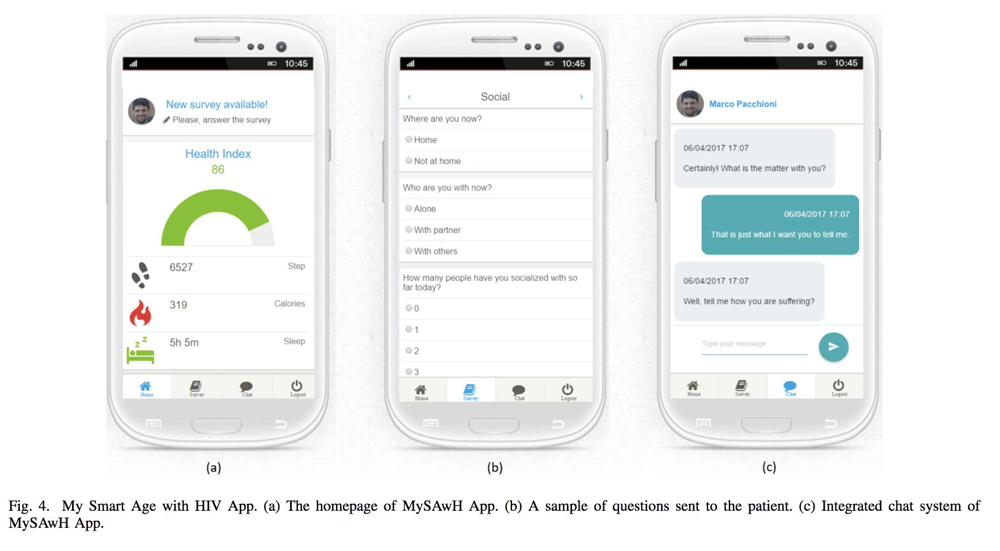 10:45
New survey available!
Please, answer the survey
Health Index
86
6527 Step
319 Calories
z z
5h 5m Sleep
Home Survey Chat Logout
(a)
10:45
‹ Social ›
Where are you now?
Home
Not at home
Who are you with now?
Alone
With partner
With others
How many people have you socialized with so
far today?
0
1
2
3
Home Survey Chat Logout
(b)
10:45
Marco Pacchioni
06/04/2017 17:07
Certainly! What is the matter with you?
06/04/2017 17:07
That is just what I want you to tell me.
06/04/2017 17:07
Well, tell me how you are suffering?
Type your message
Home Survey Chat Logout
(c)
Fig. 4. My Smart Age with HIV App. (a) The homepage of MySAwH App. (b) A sample of questions sent to the patient. (c) Integrated chat system of
MySAwH App.